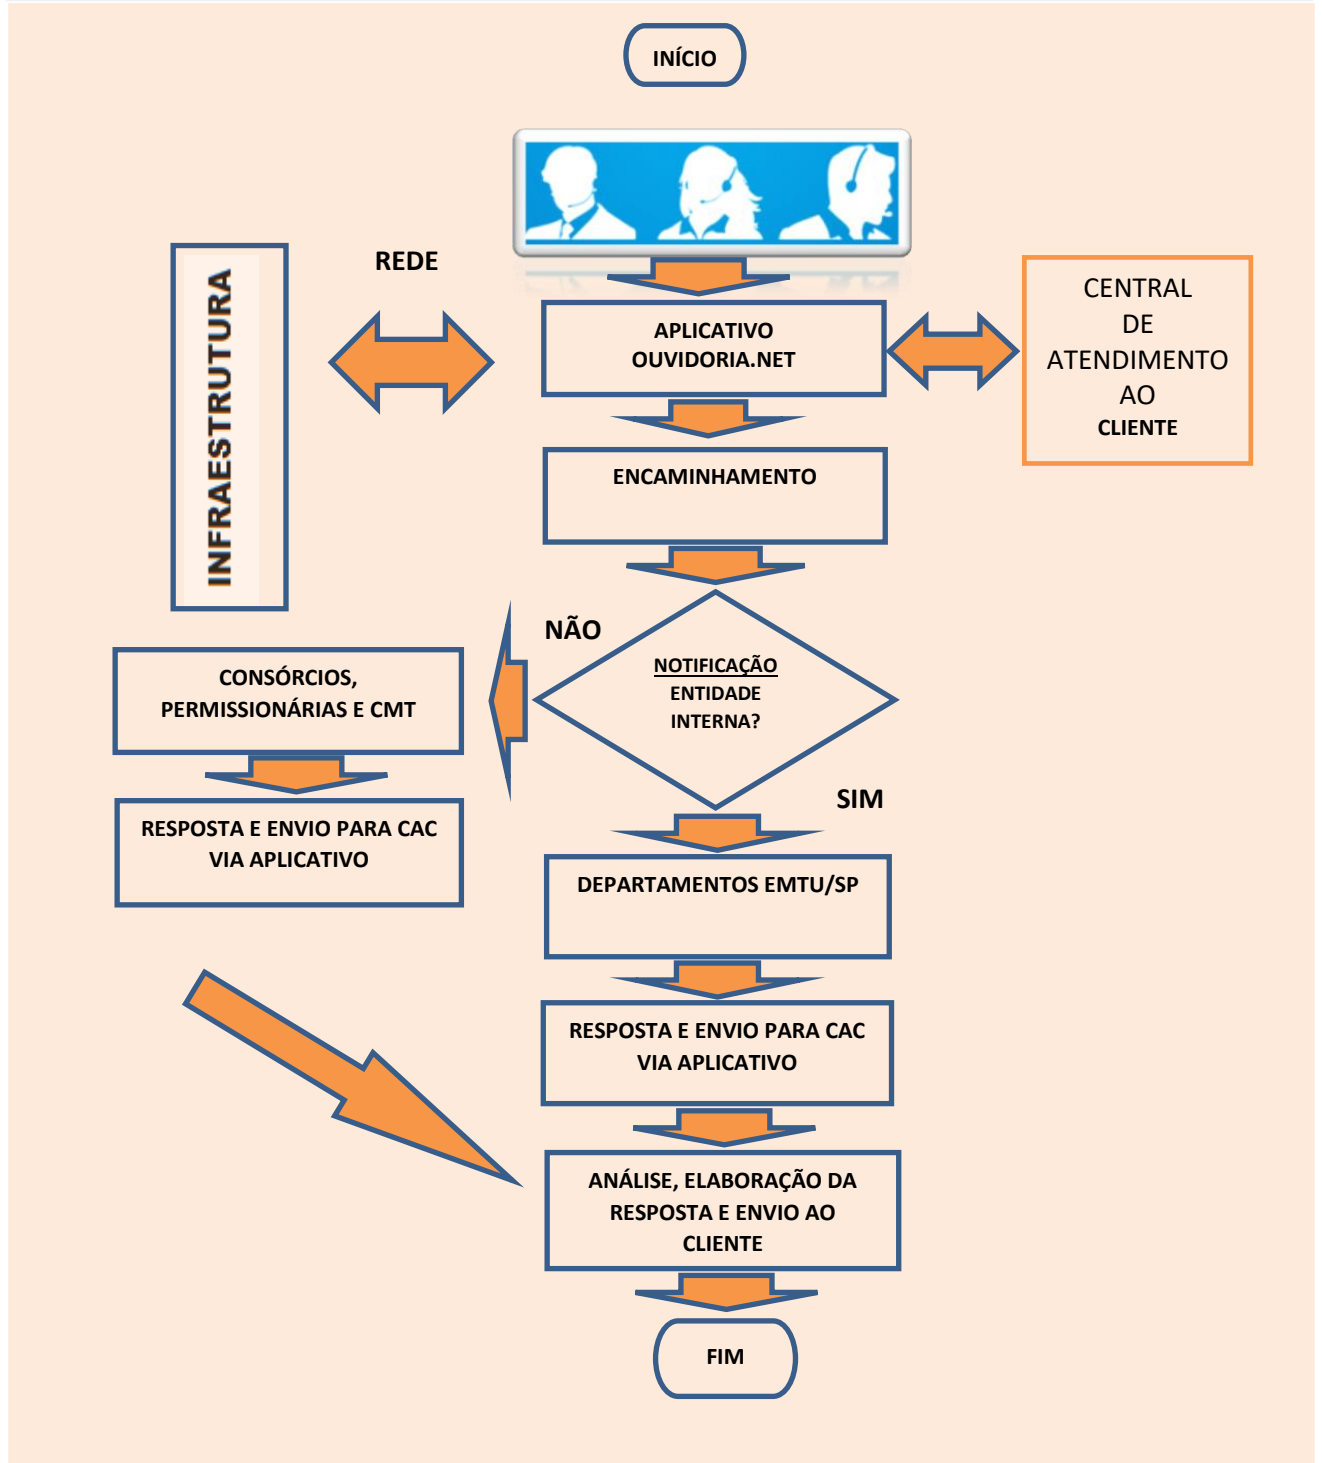 INÍCIO
REDE
INFRAESTRUTURA
APLICATIVO
OUVIDORIA.NET
CENTRAL
DE
ATENDIMENTO
AO
CLIENTE
ENCAMINHAMENTO
NÃO
NOTIFICAÇÃO
ENTIDADE
INTERNA?
CONSÓRCIOS,
PERMISSIONÁRIAS E CMT
SIM
RESPOSTA E ENVIO PARA CAC
VIA APLICATIVO
DEPARTAMENTOS EMTU/SP
RESPOSTA E ENVIO PARA CAC
VIA APLICATIVO
ANÁLISE, ELABORAÇÃO DA
RESPOSTA E ENVIO AO
CLIENTE
FIM